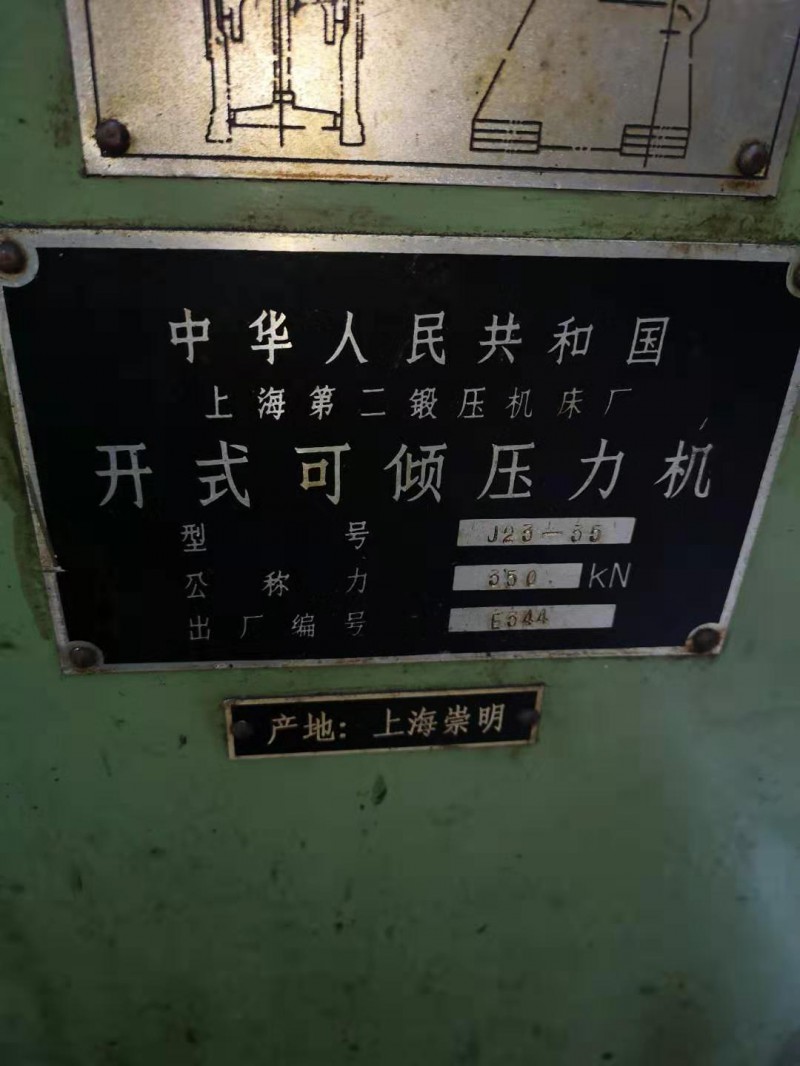 中华人民共和国
上海第二锻压机床厂
开式可倾压力机
型号 J23-35
公称力 350 KN
出厂编号 E344
产地：上海崇明